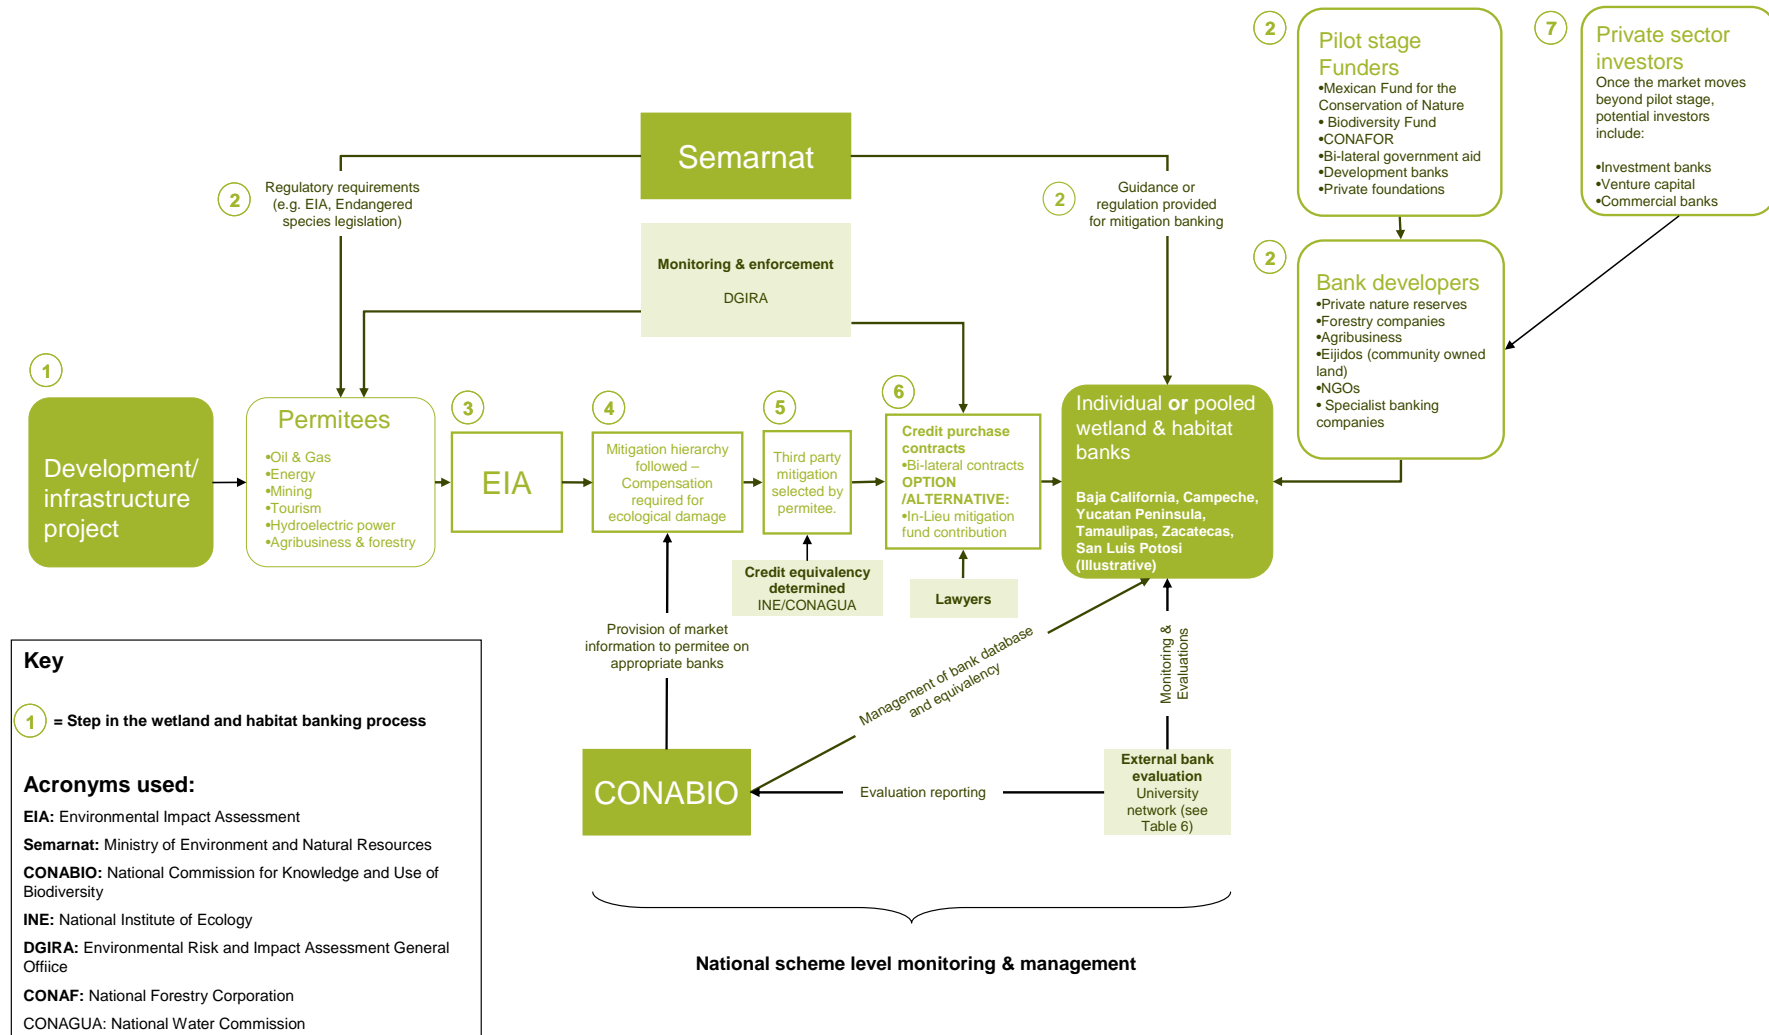 2
Pilot stage
Funders
•Mexican Fund for the
Conservation of Nature
• Biodiversity Fund
•CONAFOR
•Bi-lateral government aid
•Development banks
•Private foundations
7
Private sector
investors
Once the market moves
beyond pilot stage,
potential investors
include:
•Investment banks
•Venture capital
•Commercial banks
Semarnat
2
Regulatory requirements
(e.g. EIA, Endangered
species legislation)
2
Guidance or
regulation provided
for mitigation banking
Monitoring & enforcement
DGIRA
2
Bank developers
•Private nature reserves
•Forestry companies
•Agribusiness
•Eijidos (community owned
land)
•NGOs
• Specialist banking
companies
1
Development/
infrastructure
project
Permitees
•Oil & Gas
•Energy
•Mining
•Tourism
•Hydroelectric power
•Agribusiness & forestry
3
EIA
4
Mitigation hierarchy
followed –
Compensation
required for
ecological damage
5
Third party
mitigation
selected by
permitee.
6
Credit purchase
contracts
•Bi-lateral contracts
OPTION
/ALTERNATIVE:
•In-Lieu mitigation
fund contribution
Individual or pooled
wetland & habitat
banks
Baja California, Campeche,
Yucatan Peninsula,
Tamaulipas, Zacatecas,
San Luis Potosi
(Illustrative)
Credit equivalency
determined
INE/CONAGUA
Lawyers
Provision of market
information to permitee on
appropriate banks
Management of bank database
and equivalency
Monitoring &
Evaluations
CONABIO
Evaluation reporting
External bank
evaluation
University
network (see
Table 6)
National scheme level monitoring & management
Key
1 = Step in the wetland and habitat banking process
Acronyms used:
EIA: Environmental Impact Assessment
Semarnat: Ministry of Environment and Natural Resources
CONABIO: National Commission for Knowledge and Use of
Biodiversity
INE: National Institute of Ecology
DGIRA: Environmental Risk and Impact Assessment General
Offiice
CONAF: National Forestry Corporation
CONAGUA: National Water Commission